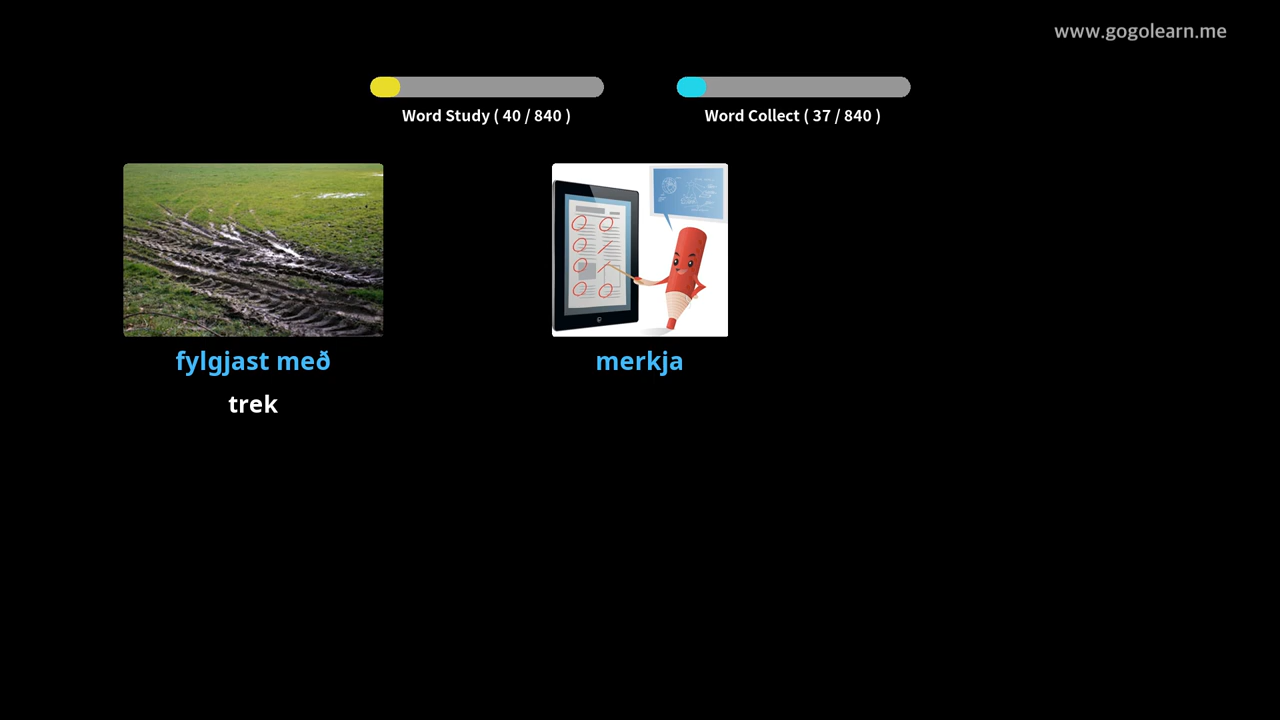 www.gogolearn.me
Word Study ( 40 / 840 )
Word Collect ( 37 / 840 )
fylgjast með
merkja
trek